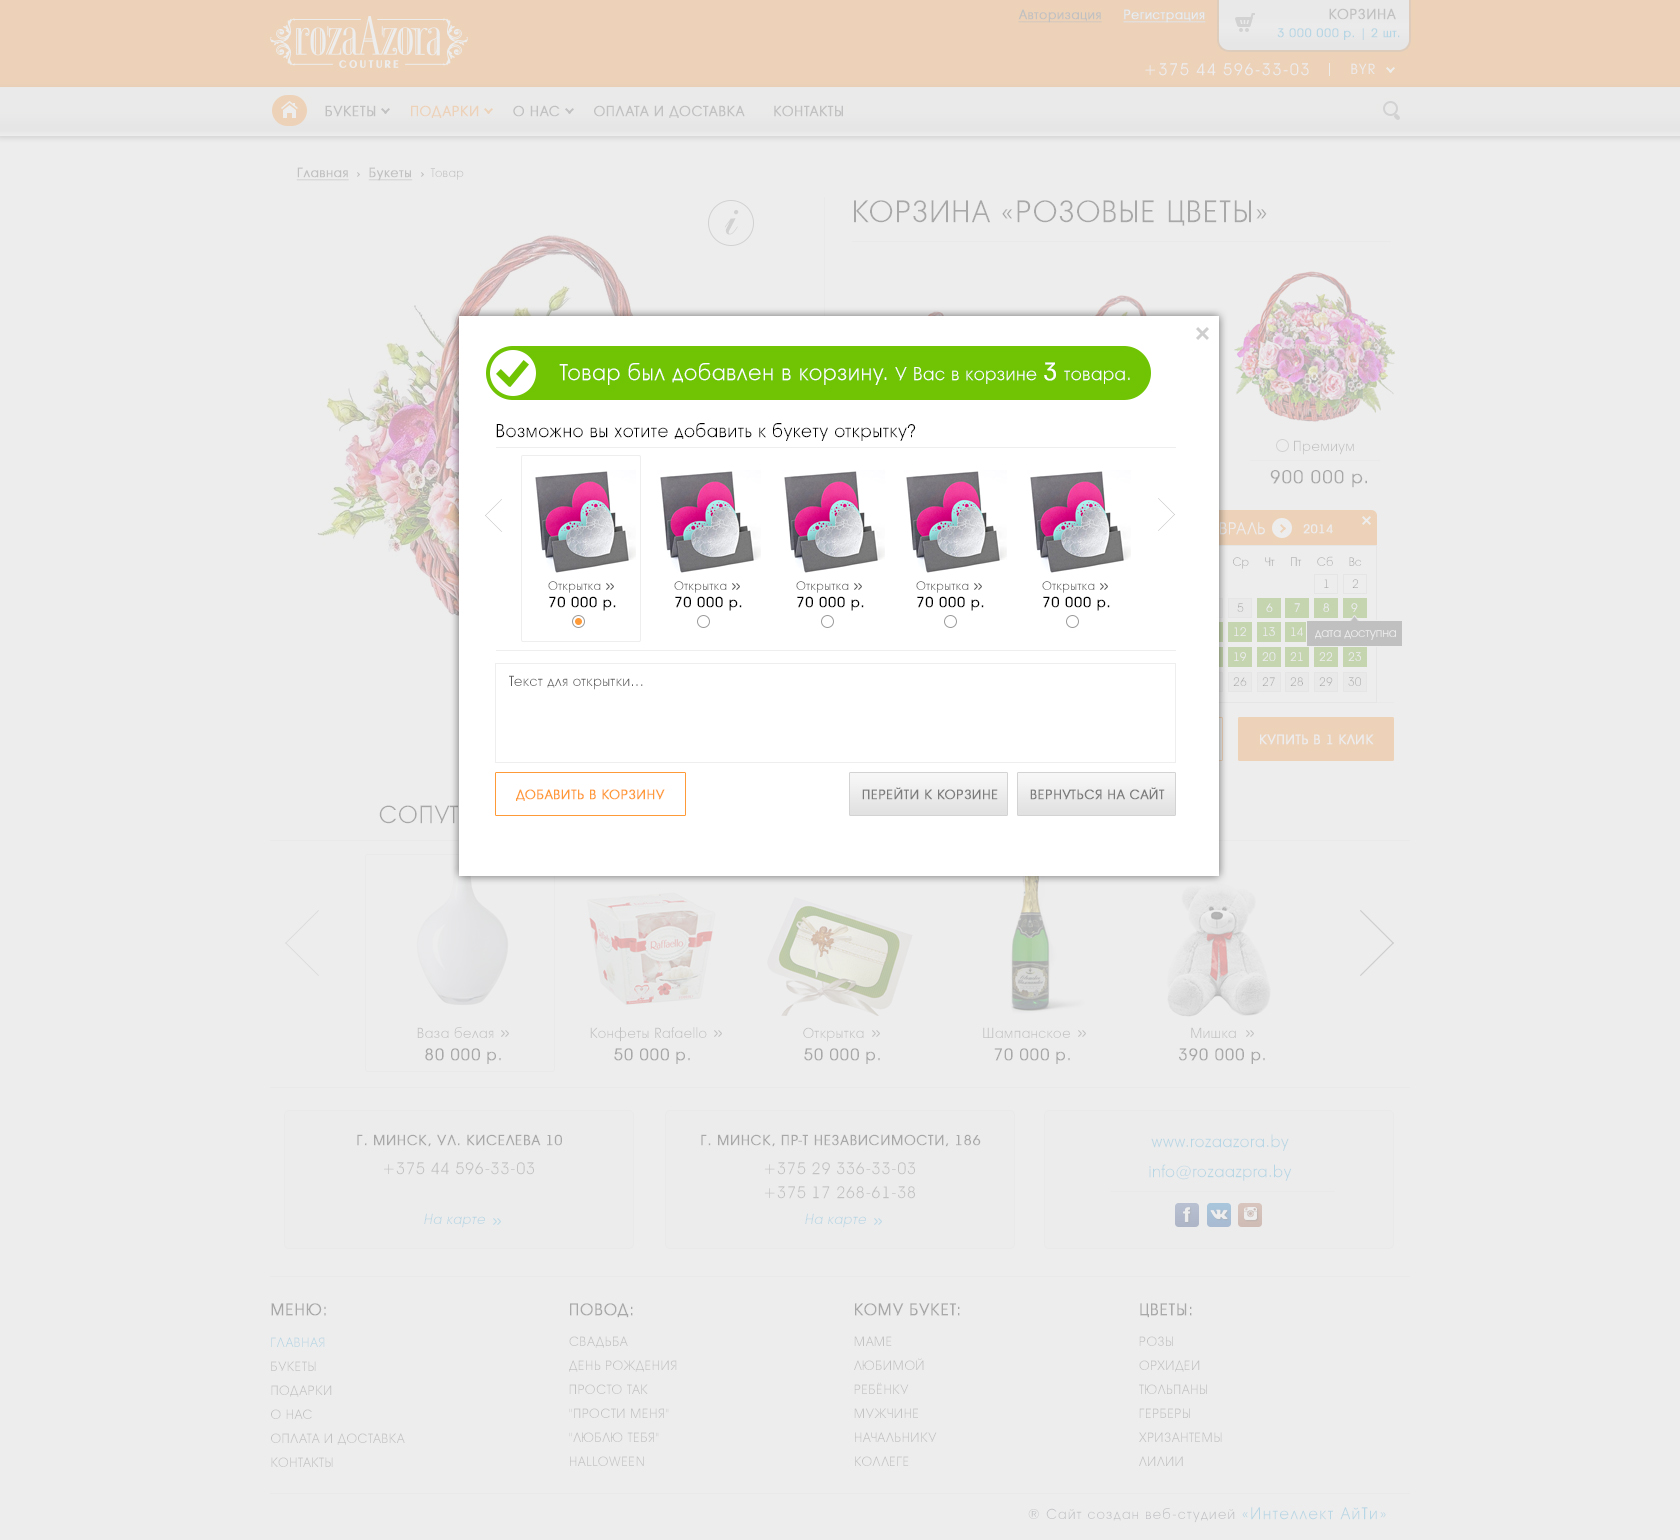 rozaAzora
COUTURE
Авторизация
Регистрация
КОРЗИНА
3 000 000 р. | 2 шт.
+375 44 596-33-03 | BYR
БУКЕТЫ
ПОДАРКИ
О НАС
ОПЛАТА И ДОСТАВКА
КОНТАКТЫ
Главная › Букеты › Товар
i
КОРЗИНА «РОЗОВЫЕ ЦВЕТЫ»
Товар был добавлен в корзину. У Вас в корзине 3 товара.
Возможно вы хотите добавить к букету открытку?
Открытка » Открытка » Открытка » Открытка » Открытка »
70 000 р. 70 000 р. 70 000 р. 70 000 р. 70 000 р.
Текст для открытки...
ДОБАВИТЬ В КОРЗИНУ
ПЕРЕЙТИ К КОРЗИНЕ
ВЕРНУТЬСЯ НА САЙТ
Премиум
900 000 р.
ВРАЛЬ 2014
Ср Чт Пт Сб Вс
1 2
5 6 7 8 9
12 13 14 дата доступна
19 20 21 22 23
26 27 28 29 30
КУПИТЬ В 1 КЛИК
СОПУТ
Raffaello
Ваза белая » Конфеты Rafaello » Открытка » Шампанское » Мишка »
80 000 р. 50 000 р. 50 000 р. 70 000 р. 390 000 р.
Г. МИНСК, УЛ. КИСЕЛЕВА 10
+375 44 596-33-03
На карте »
Г. МИНСК, ПР-Т НЕЗАВИСИМОСТИ, 186
+375 29 336-33-03
+375 17 268-61-38
На карте »
www.rozaazora.by
info@rozaazpra.by
МЕНЮ:
ГЛАВНАЯ
БУКЕТЫ
ПОДАРКИ
О НАС
ОПЛАТА И ДОСТАВКА
КОНТАКТЫ
ПОВОД:
СВАДЬБА
ДЕНЬ РОЖДЕНИЯ
ПРОСТО ТАК
"ПРОСТИ МЕНЯ"
"ЛЮБЛЮ ТЕБЯ"
HALLOWEEN
КОМУ БУКЕТ:
МАМЕ
ЛЮБИМОЙ
РЕБЁНКУ
МУЖЧИНЕ
НАЧАЛЬНИКУ
КОЛЛЕГЕ
ЦВЕТЫ:
РОЗЫ
ОРХИДЕИ
ТЮЛЬПАНЫ
ГЕРБЕРЫ
ХРИЗАНТЕМЫ
ЛИЛИИ
® Сайт создан веб-студией «Интеллект АйТи»